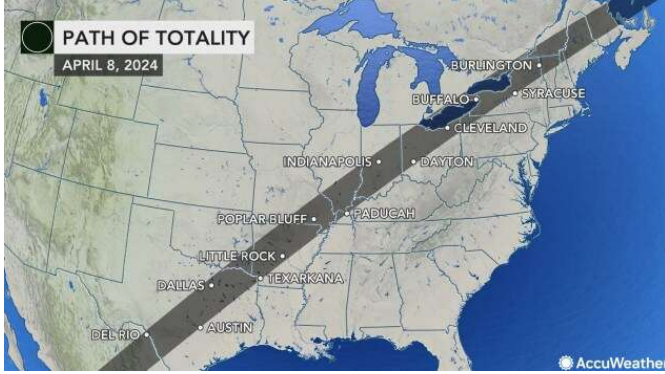 PATH OF TOTALITY
APRIL 8, 2024
BURLINGTON
BUFFALO
SYRACUSE
CLEVELAND
INDIANAPOLIS
DAYTON
POPLAR BLUFF
PADUCAH
LITTLE ROCK
TEXARKANA
DALLAS
DEL RIO
AUSTIN
AccuWeather